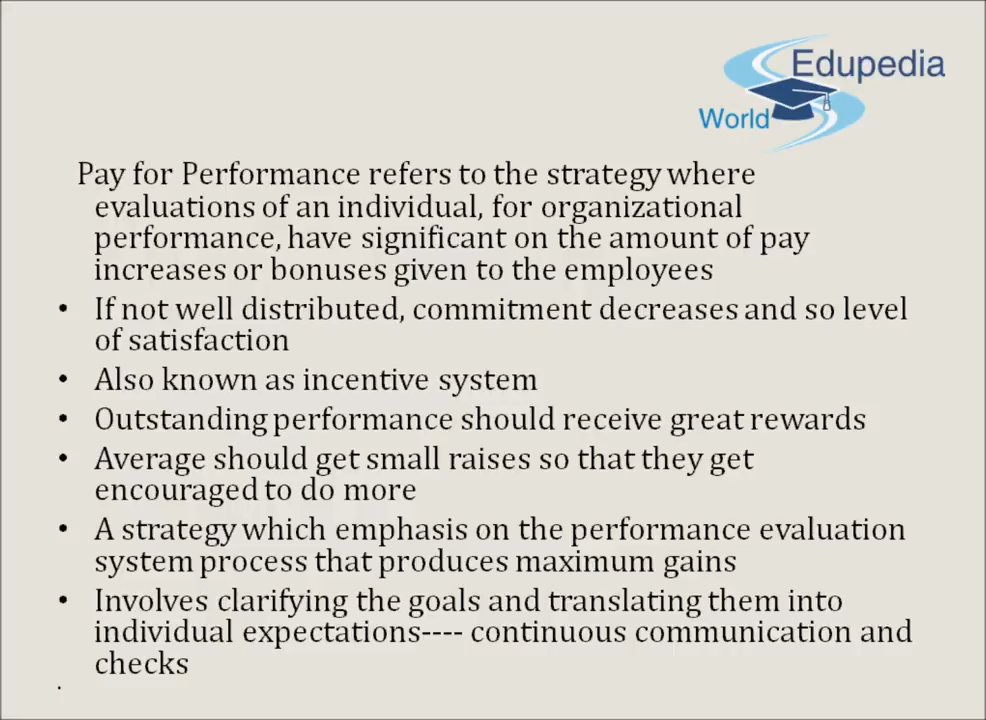 Edupedia
World
Pay for Performance refers to the strategy where
evaluations of an individual, for organizational
performance, have significant on the amount of pay
increases or bonuses given to the employees
• If not well distributed, commitment decreases and so level
of satisfaction
• Also known as incentive system
• Outstanding performance should receive great rewards
• Average should get small raises so that they get
encouraged to do more
• A strategy which emphasis on the performance evaluation
system process that produces maximum gains
• Involves clarifying the goals and translating them into
individual expectations---- continuous communication and
checks
.